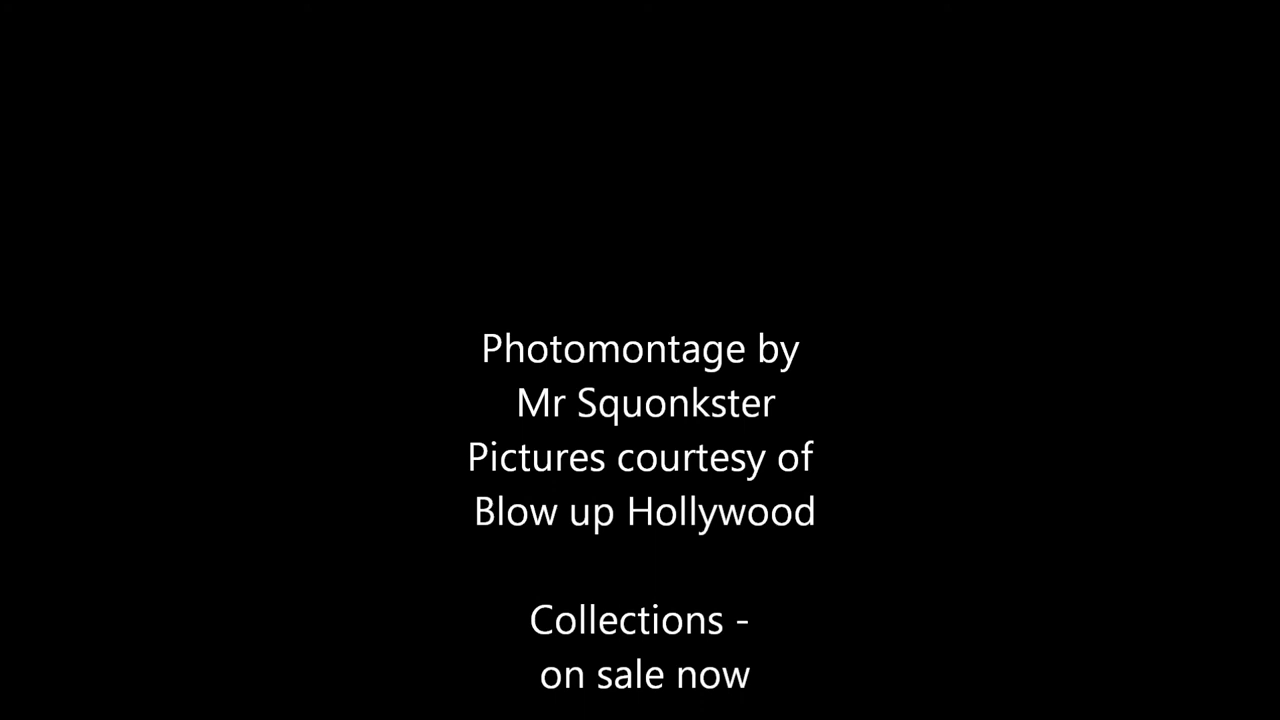 Photomontage by
Mr Squonkster
Pictures courtesy of
Blow up Hollywood
Collections -
on sale now